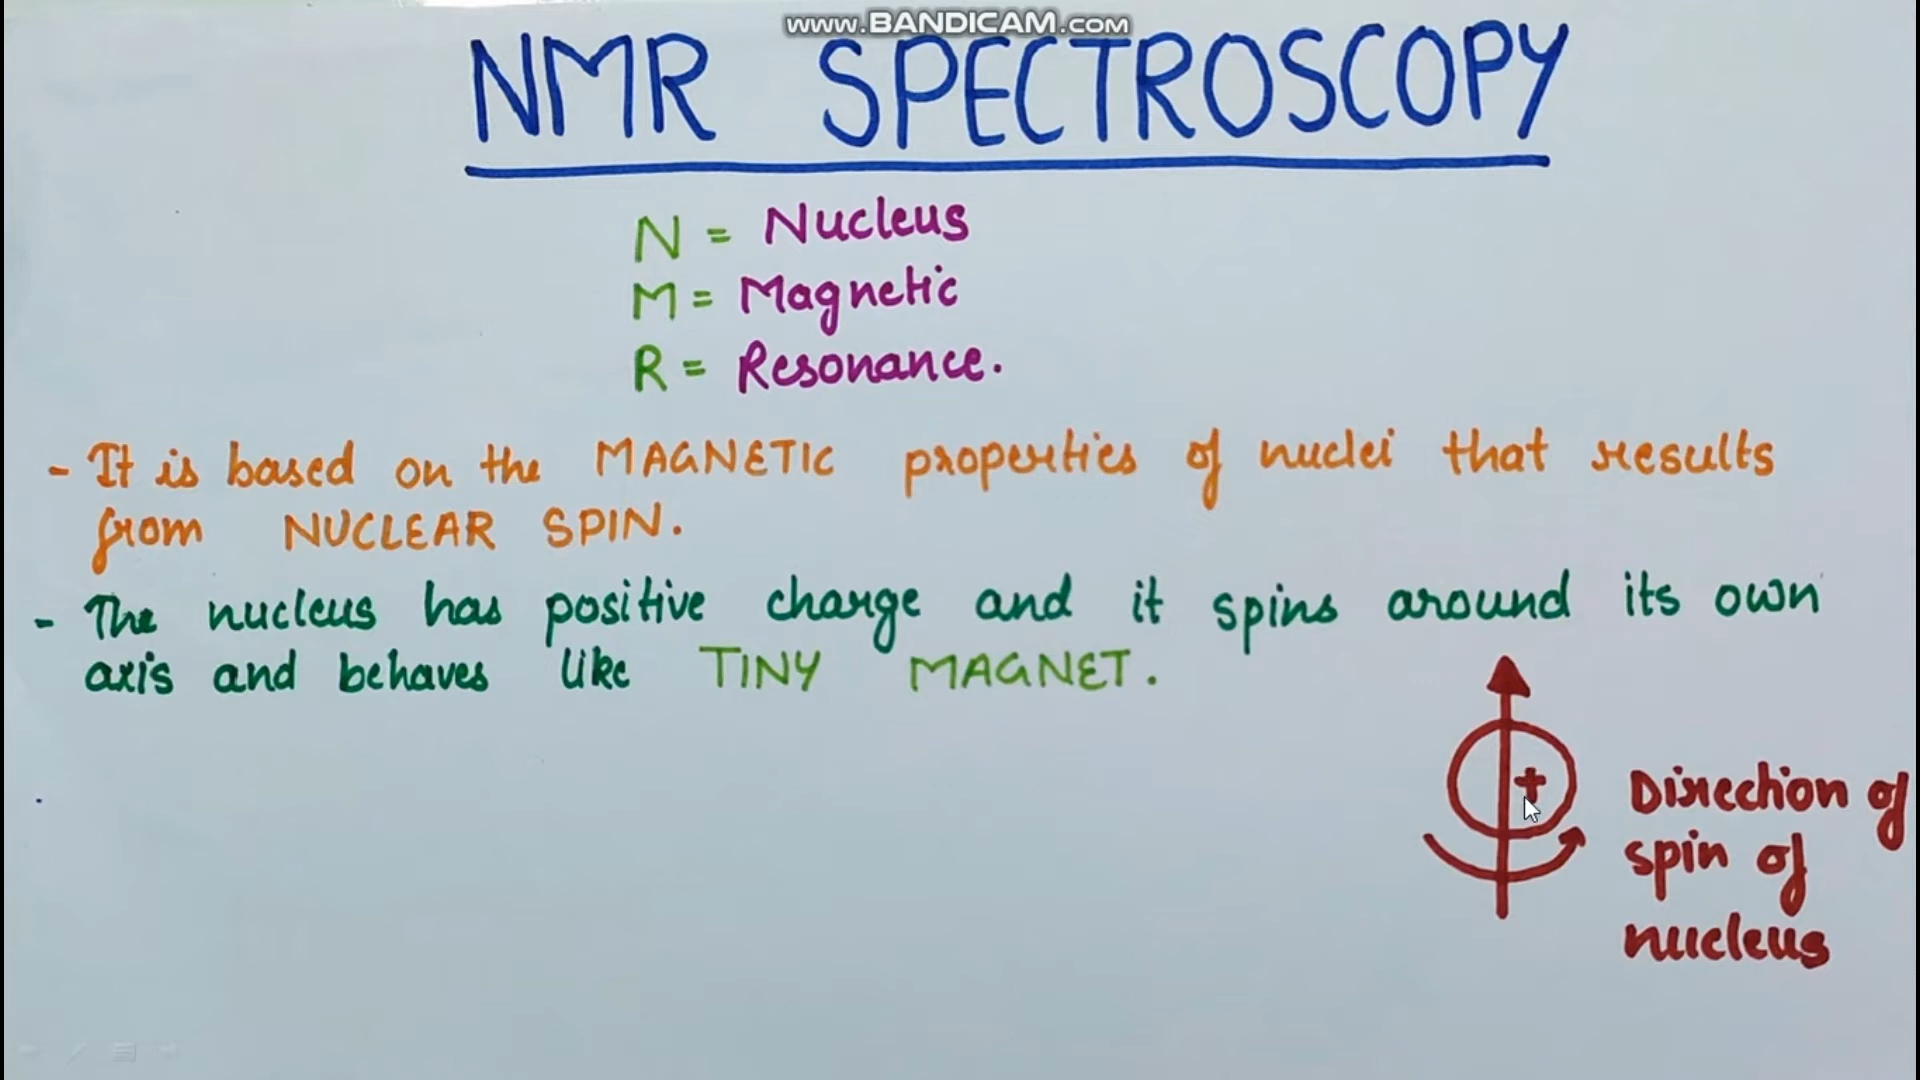 www.BANDICAM.com
NMR SPECTROSCOPY
N = Nucleus
M = Magnetic
R = Resonance.
- It is based on the MAGNETIC properties of nuclei that results
from NUCLEAR SPIN.
- The nucleus has positive charge and it spins around its own
axis and behaves like TINY MAGNET.
+
Direction of
spin of
nucleus